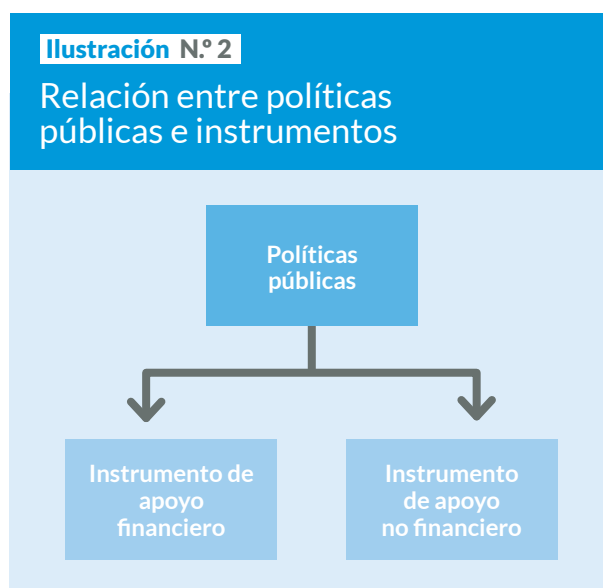 Ilustración N.º 2
Relación entre políticas
públicas e instrumentos
Políticas
públicas
Instrumento de
apoyo
financiero
Instrumento
de apoyo
no financiero